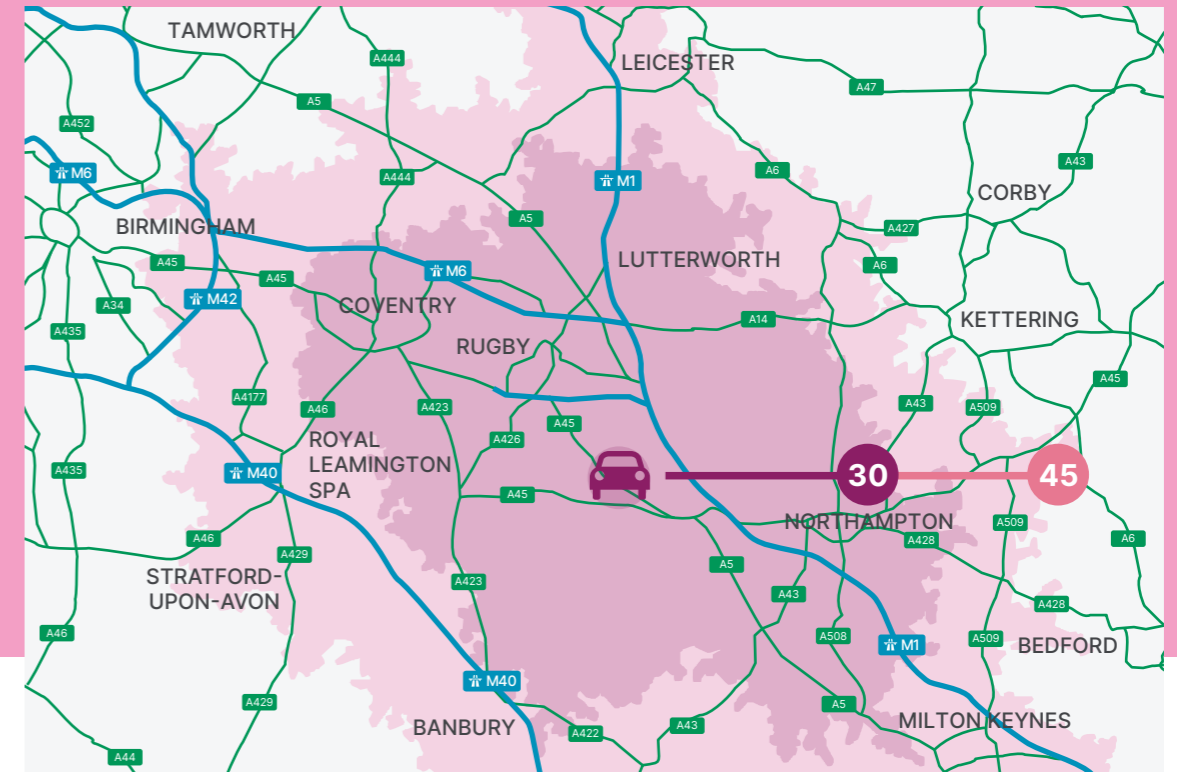 TAMWORTH
A444
LEICESTER
A47
A5
A452
A43
M6
A6
A444
M1
CORBY
A5
BIRMINGHAM
A427
A45
A6
LUTTERWORTH
M6
A45
M42
A34
COVENTRY
A14
KETTERING
A435
RUGBY
A45
A4177
A46
A423
A43
A509
A45
A426
ROYAL
LEAMINGTON
SPA
A435
M40
30
45
A45
NORTHAMPTON
A509
A46
A428
A6
A429
A5
STRATFORD-
UPON-AVON
A423
A43
A428
A46
A508
M1
A509
BEDFORD
M40
A429
A5
MILTON KEYNES
BANBURY
A422
A43
A44